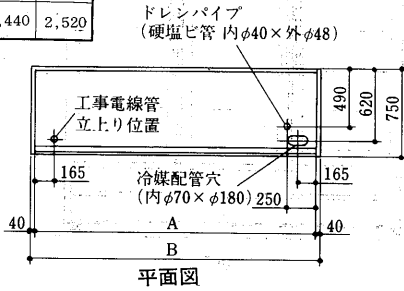 ,440 2,520
ドレンパイプ
(硬塩ビ管 内φ40×外φ48)
工事電線管
立上り位置
490
620
750
165
冷媒配管穴
(内φ70×φ180)
250
165
40
A
40
B
平面図